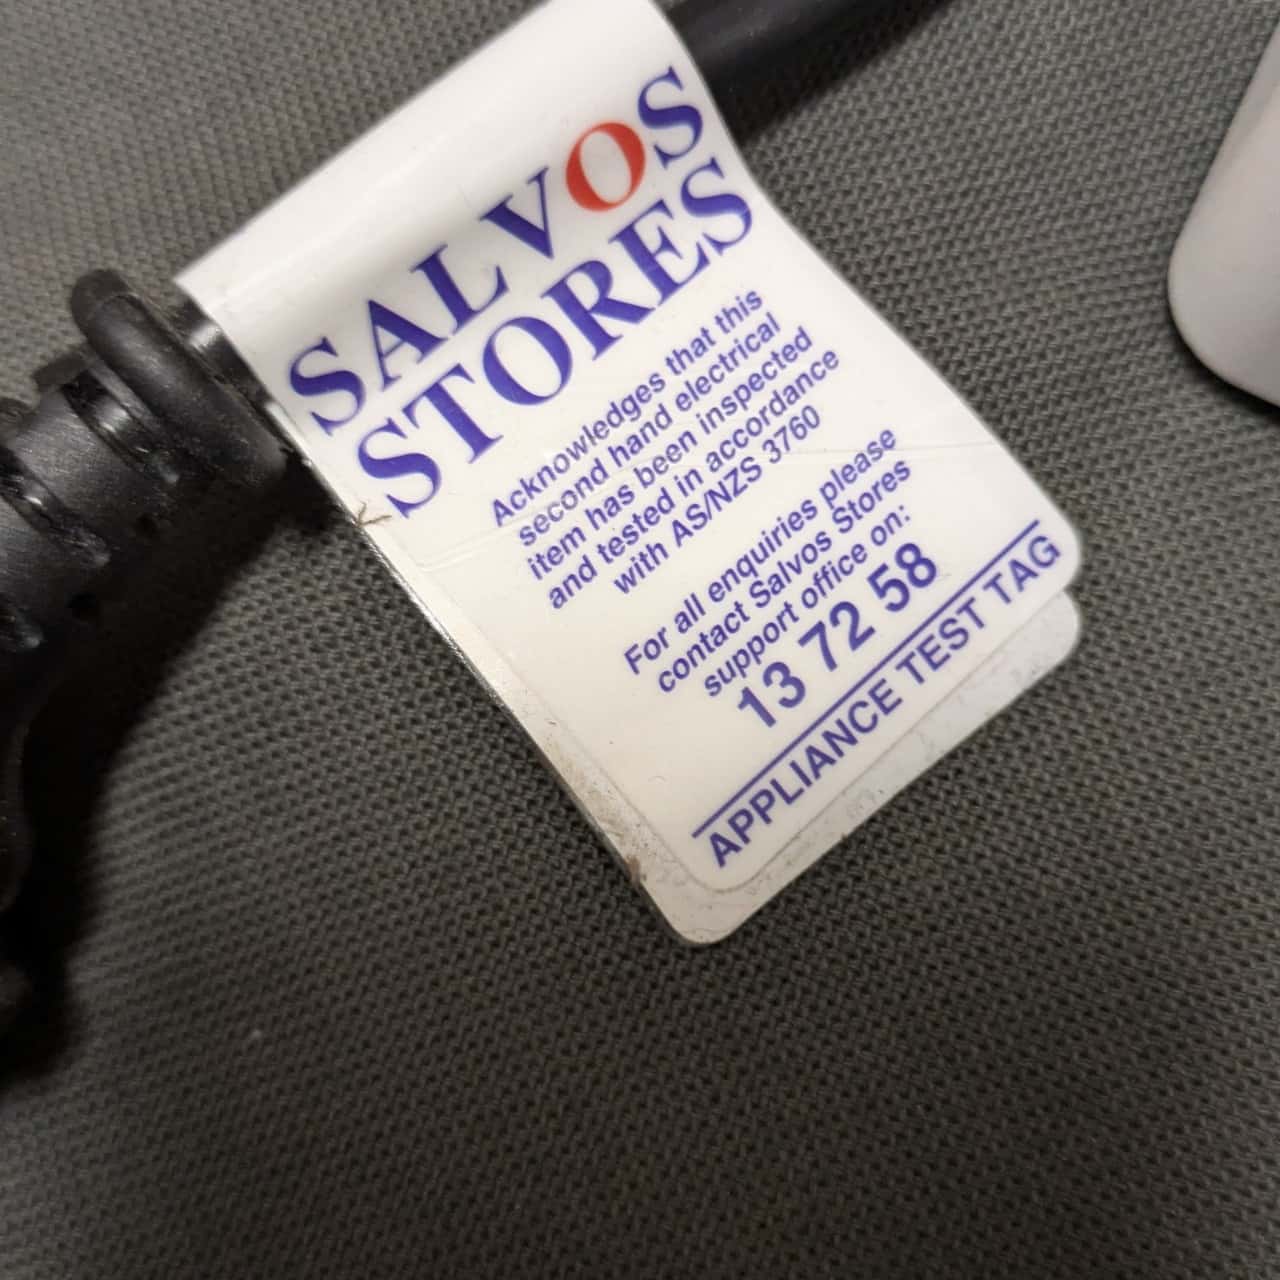 SALVOS
STORES
Acknowledges that this
second hand electrical
item has been inspected
and tested in accordance
with AS/NZS 3760
For all enquiries please
contact Salvos Stores
support office on:
13 72 58
APPLIANCE TEST TAG